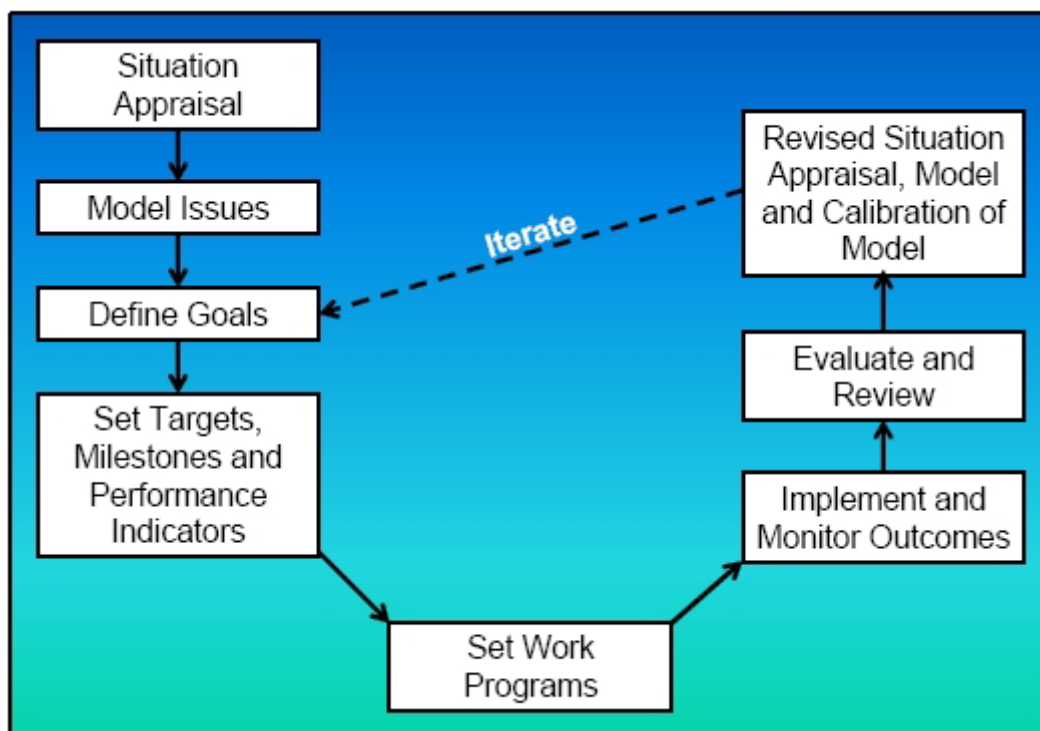 Situation
Appraisal
Model Issues
Define Goals
Set Targets,
Milestones and
Performance
Indicators
Set Work
Programs
Implement and
Monitor Outcomes
Evaluate and
Review
Revised Situation
Appraisal, Model
and Calibration of
Model
Iterate